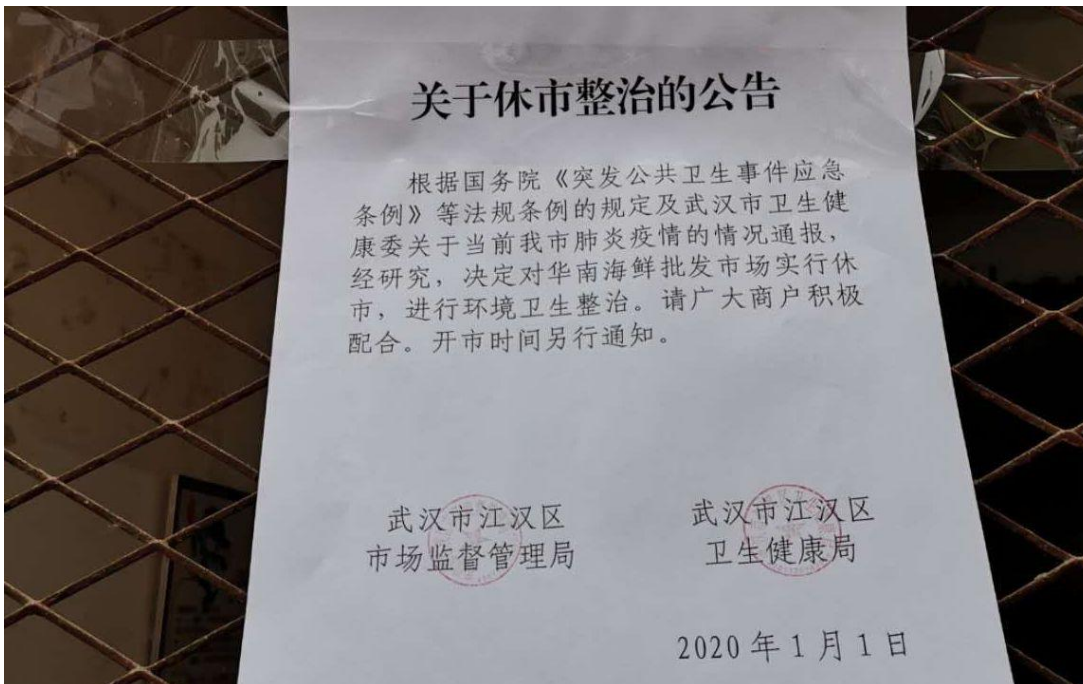 关于休市整治的公告
根据国务院《突发公共卫生事件应急
条例》等法规条例的规定及武汉市卫生健
康委关于当前我市肺炎疫情的情况通报，
经研究，决定对华南海鲜批发市场实行休
市，进行环境卫生整治。请广大商户积极
配合。开市时间另行通知。
武汉市江汉区
市场监督管理局
武汉市江汉区
卫生健康局
2020年1月1日